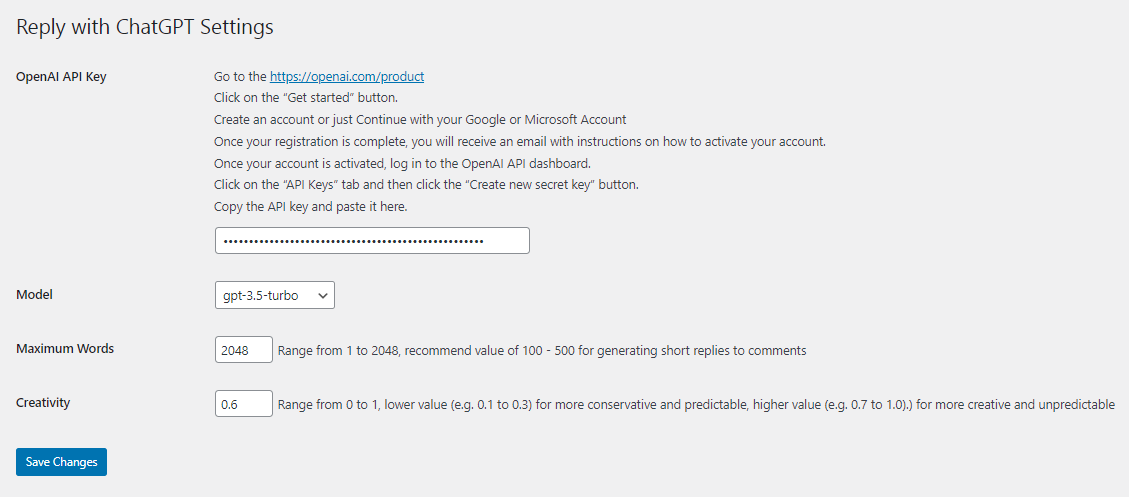 Reply with ChatGPT Settings
OpenAI API Key
Go to the https://openai.com/product
Click on the “Get started” button.
Create an account or just Continue with your Google or Microsoft Account
Once your registration is complete, you will receive an email with instructions on how to activate your account.
Once your account is activated, log in to the OpenAI API dashboard.
Click on the “API Keys” tab and then click the “Create new secret key” button.
Copy the API key and paste it here.
Model
gpt-3.5-turbo
Maximum Words
2048
Range from 1 to 2048, recommend value of 100 - 500 for generating short replies to comments
Creativity
0.6
Range from 0 to 1, lower value (e.g. 0.1 to 0.3) for more conservative and predictable, higher value (e.g. 0.7 to 1.0).) for more creative and unpredictable
Save Changes